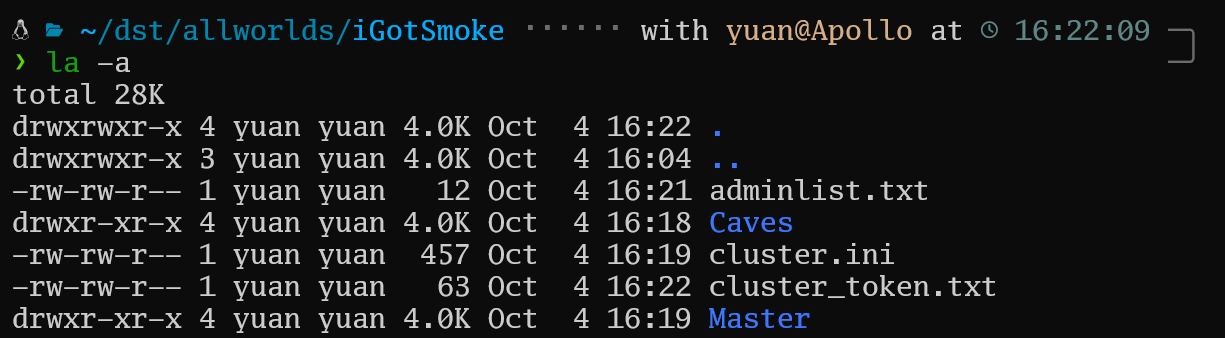 ~/dst/allworlds/iGotSmoke ······ with yuan@Apollo at 16:22:09
❯ la -a
total 28K
drwxrwxr-x 4 yuan yuan 4.0K Oct  4 16:22 .
drwxrwxr-x 3 yuan yuan 4.0K Oct  4 16:04 ..
-rw-rw-r-- 1 yuan yuan   12 Oct  4 16:21 adminlist.txt
drwxr-xr-x 4 yuan yuan 4.0K Oct  4 16:18 Caves
-rw-rw-r-- 1 yuan yuan  457 Oct  4 16:19 cluster.ini
-rw-rw-r-- 1 yuan yuan   63 Oct  4 16:22 cluster_token.txt
drwxr-xr-x 4 yuan yuan 4.0K Oct  4 16:19 Master